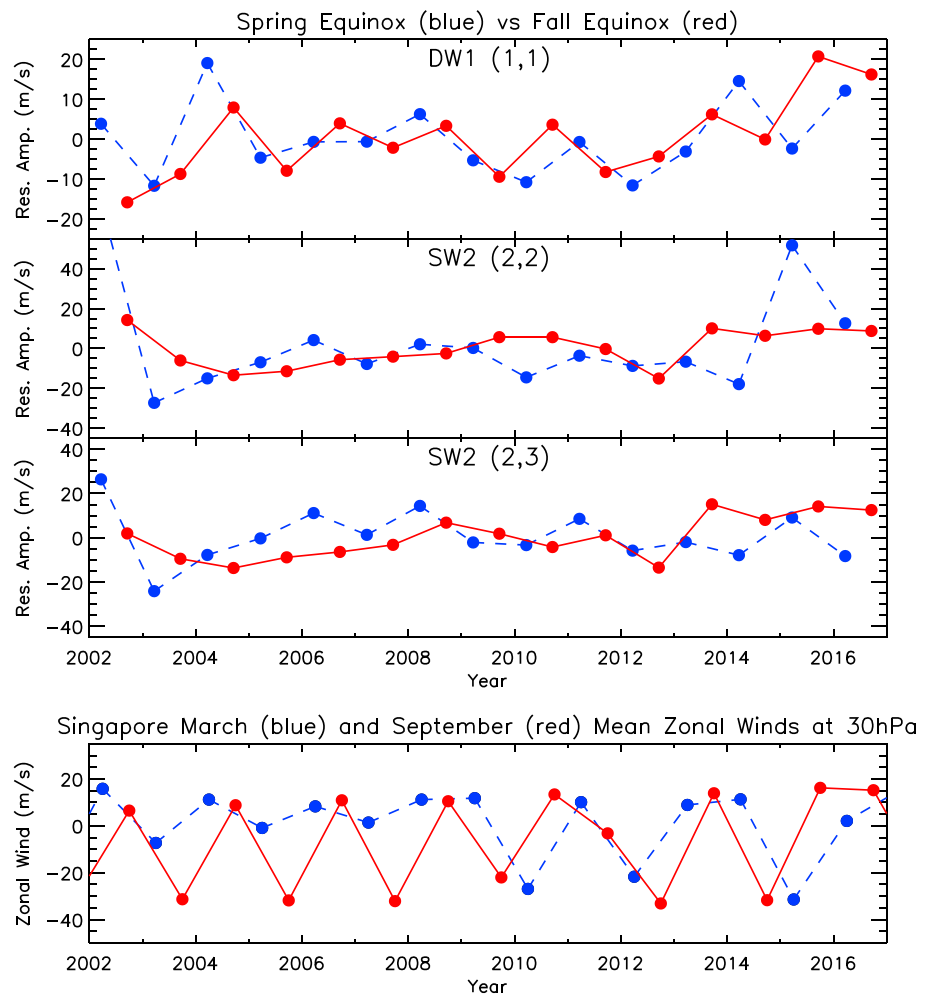 Spring Equinox (blue) vs Fall Equinox (red)
DW1 (1,1)
Res. Amp. (m/s)
20
10
0
−10
−20
SW2 (2,2)
Res. Amp. (m/s)
40
20
0
−20
−40
SW2 (2,3)
Res. Amp. (m/s)
40
20
0
−20
−40
2002 2004 2006 2008 2010 2012 2014 2016
Year
Singapore March (blue) and September (red) Mean Zonal Winds at 30hPa
Zonal Wind (m/s)
20
0
−20
−40
2002 2004 2006 2008 2010 2012 2014 2016
Year